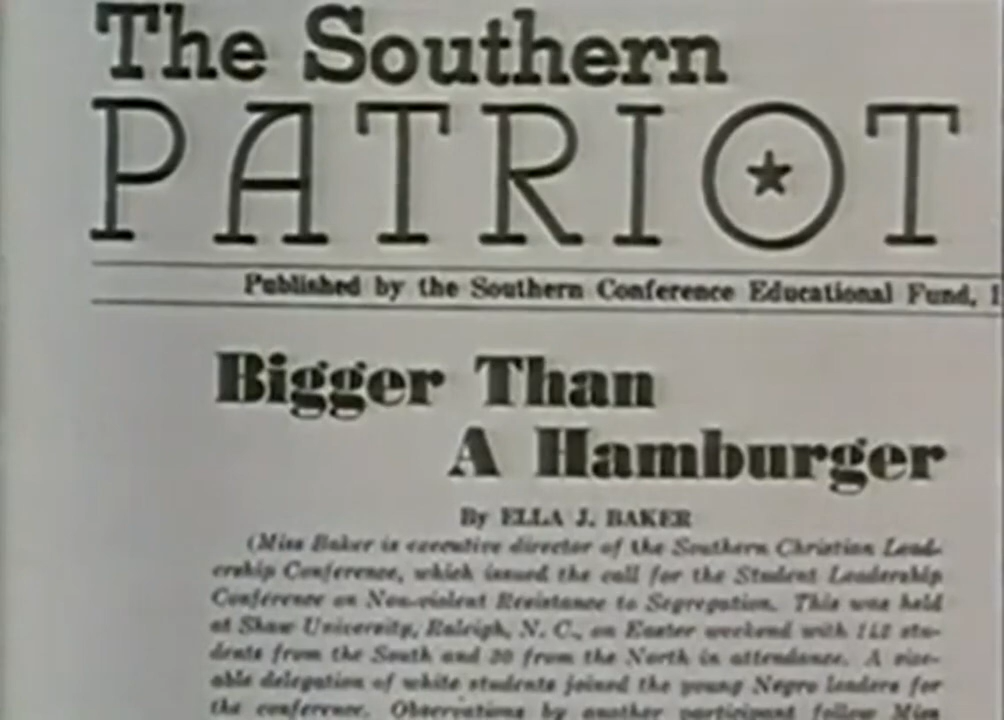 The Southern
PATRIOT
Published by the Southern Conference Educational Fund, I
Bigger Than
A Hamburger
By ELLA J. BAKER
(Miss Baker is executive director of the Southern Christian Lead-
ership Conference, which issued the call for the Student Leadership
Conference on Non-violent Resistance to Segregation. This was held
at Shaw University, Raleigh, N. C., on Easter weekend with 142 stu-
dents from the South and 30 from the North in attendance. A size-
able delegation of white students joined the young Negro leaders for
the conference. Observations by another participant follow Miss